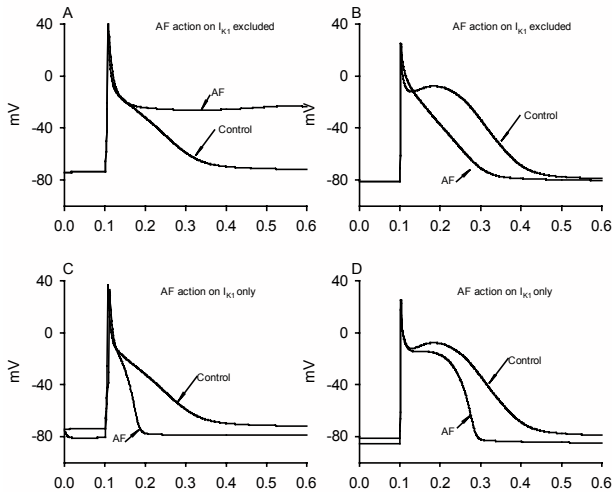 A
AF action on IK1 excluded
40
0
-40
-80
mV
AF
Control
0.0 0.1 0.2 0.3 0.4 0.5 0.6
B
AF action on IK1 excluded
40
0
-40
-80
mV
Control
AF
0.0 0.1 0.2 0.3 0.4 0.5 0.6
C
AF action on IK1 only
40
0
-40
-80
mV
Control
AF
0.0 0.1 0.2 0.3 0.4 0.5 0.6
D
AF action on IK1 only
40
0
-40
-80
mV
Control
AF
0.0 0.1 0.2 0.3 0.4 0.5 0.6